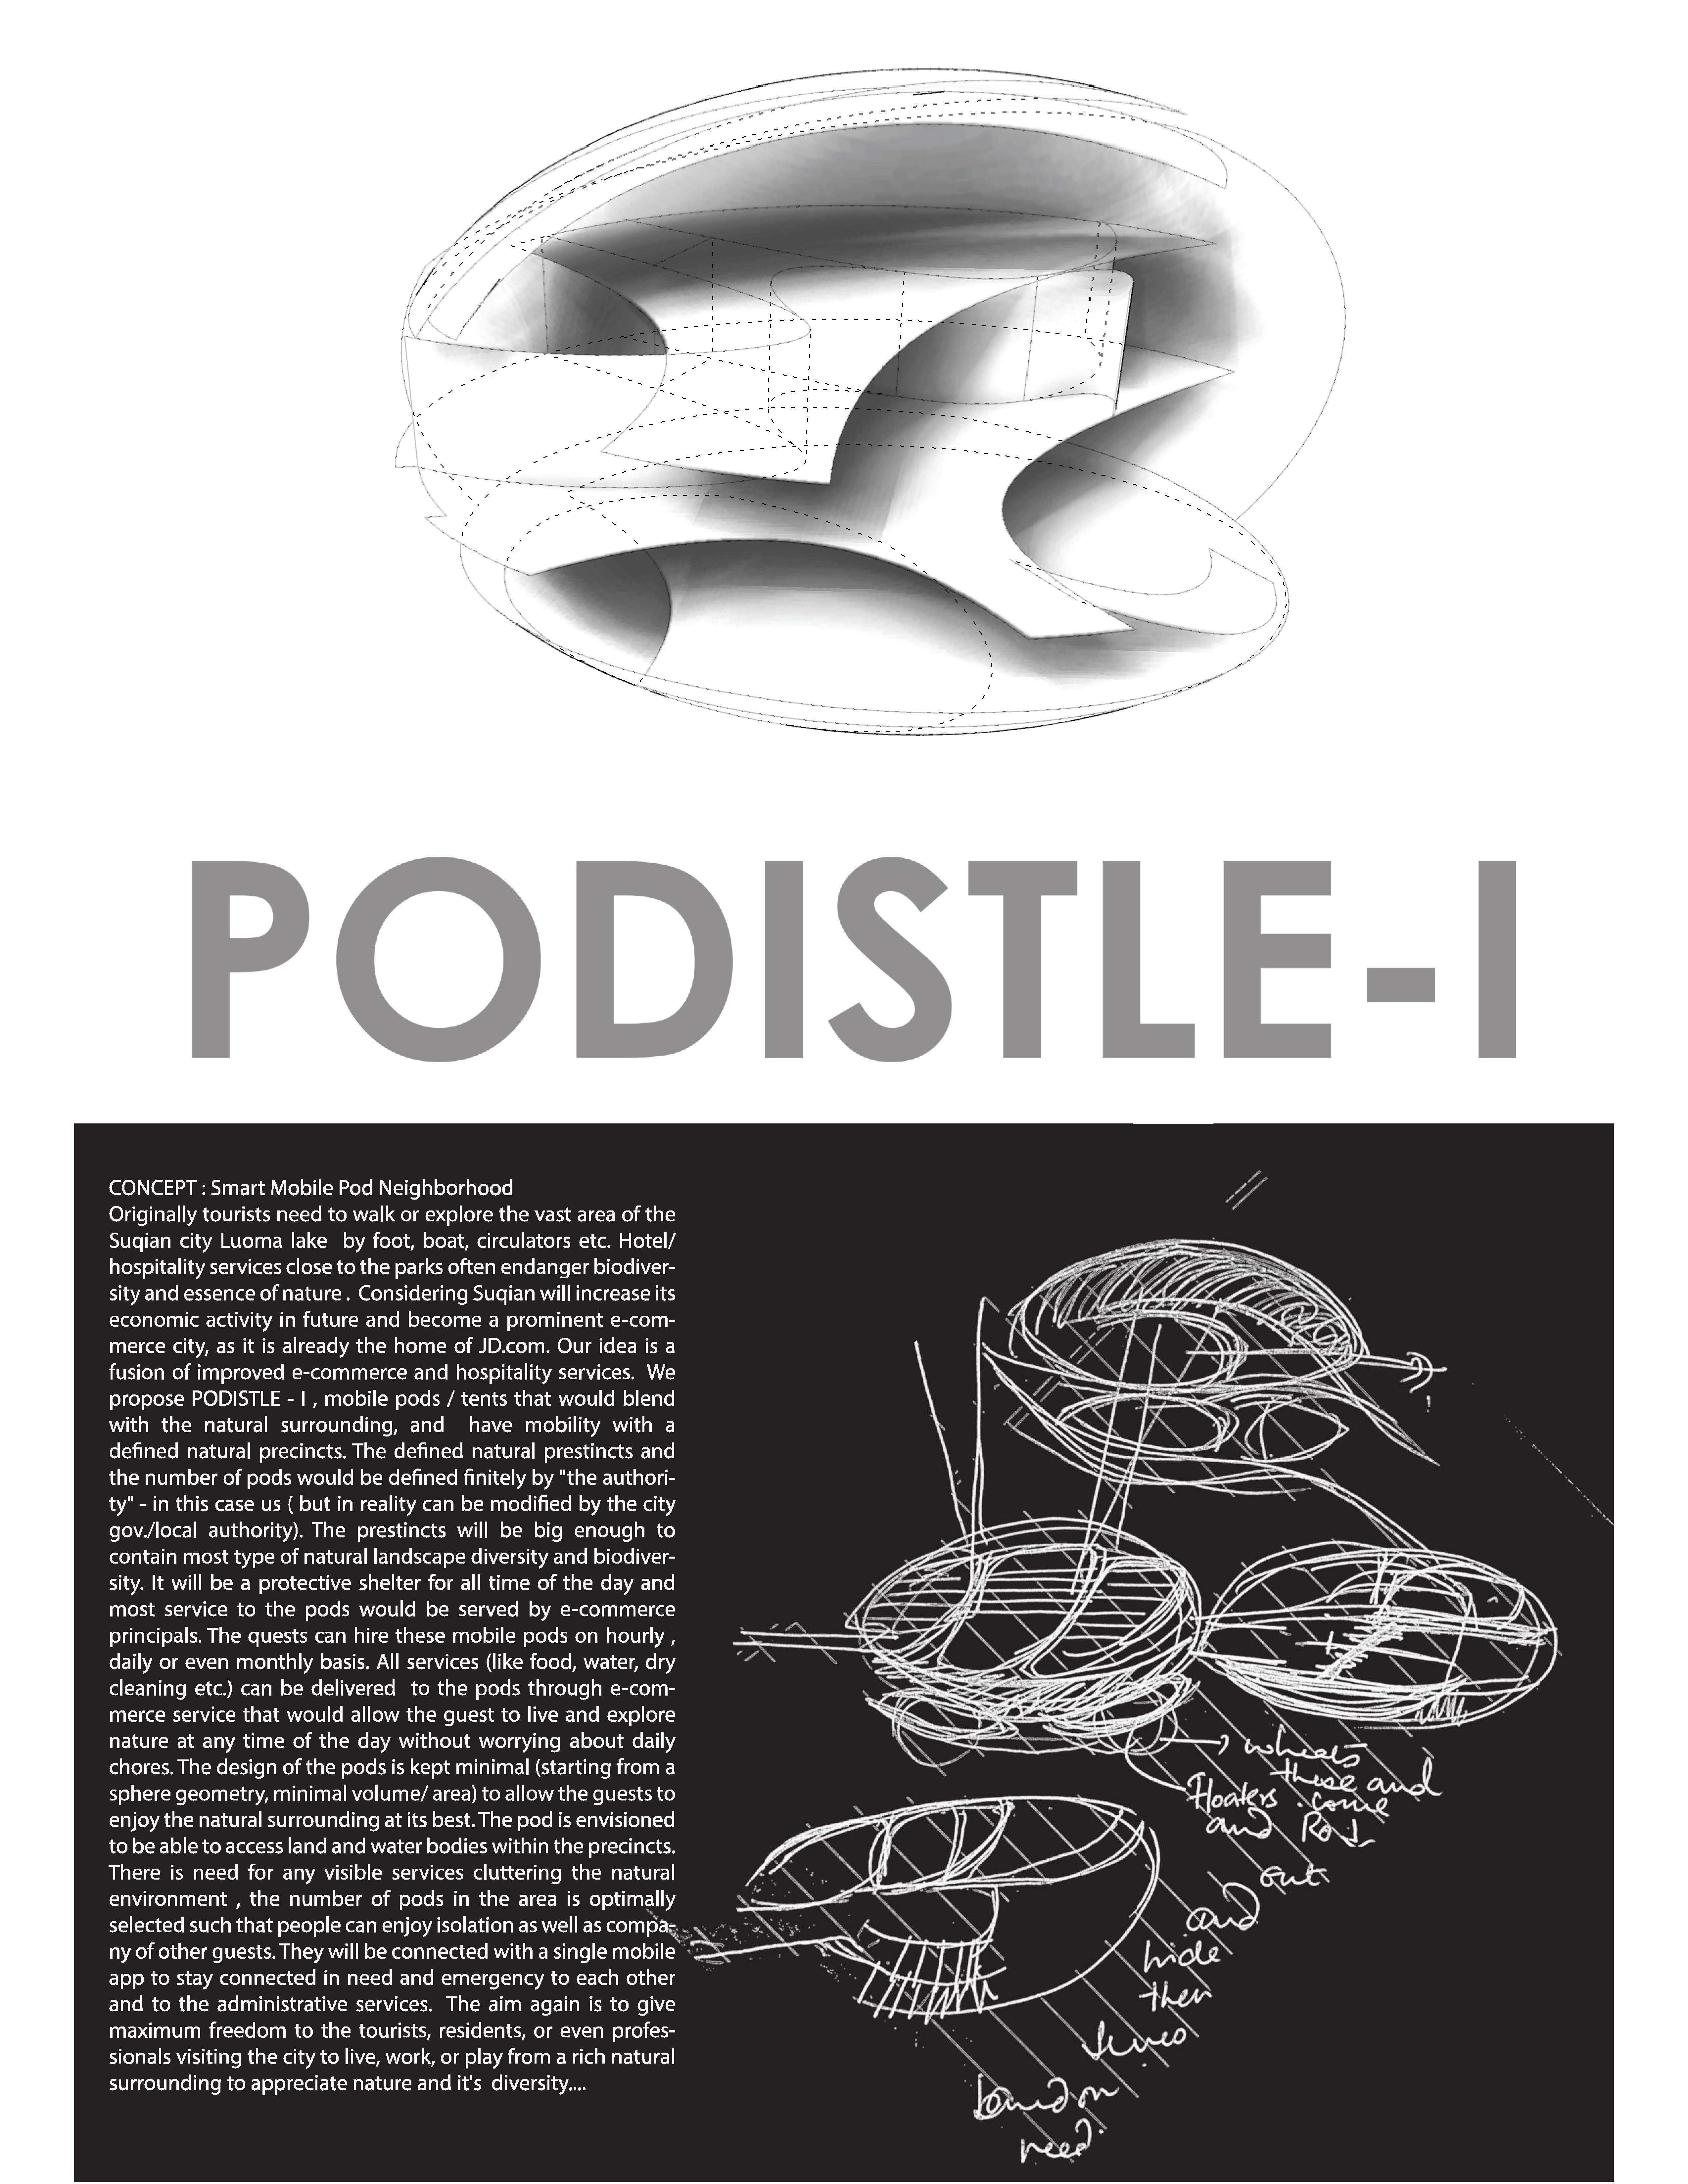 PODISTLE-I
CONCEPT : Smart Mobile Pod Neighborhood
Originally tourists need to walk or explore the vast area of the
Suqian city Luoma lake by foot, boat, circulators etc. Hotel/
hospitality services close to the parks often endanger biodiver-
sity and essence of nature . Considering Suqian will increase its
economic activity in future and become a prominent e-com-
merce city, as it is already the home of JD.com. Our idea is a
fusion of improved e-commerce and hospitality services. We
propose PODISTLE - I , mobile pods / tents that would blend
with the natural surrounding, and have mobility with a
defined natural precincts. The defined natural prestincts and
the number of pods would be defined finitely by "the authori-
ty" - in this case us ( but in reality can be modified by the city
gov./local authority). The prestincts will be big enough to
contain most type of natural landscape diversity and biodiver-
sity. It will be a protective shelter for all time of the day and
most service to the pods would be served by e-commerce
principals. The quests can hire these mobile pods on hourly ,
daily or even monthly basis. All services (like food, water, dry
cleaning etc.) can be delivered to the pods through e-com-
merce service that would allow the guest to live and explore
nature at any time of the day without worrying about daily
chores. The design of the pods is kept minimal (starting from a
sphere geometry, minimal volume/ area) to allow the guests to
enjoy the natural surrounding at its best. The pod is envisioned
to be able to access land and water bodies within the precincts.
There is need for any visible services cluttering the natural
environment , the number of pods in the area is optimally
selected such that people can enjoy isolation as well as compa-
ny of other guests. They will be connected with a single mobile
app to stay connected in need and emergency to each other
and to the administrative services. The aim again is to give
maximum freedom to the tourists, residents, or even profes-
sionals visiting the city to live, work, or play from a rich natural
surrounding to appreciate nature and it's diversity....
wheels
these and
floaters come
and
out
and
hide
then
based on
need.